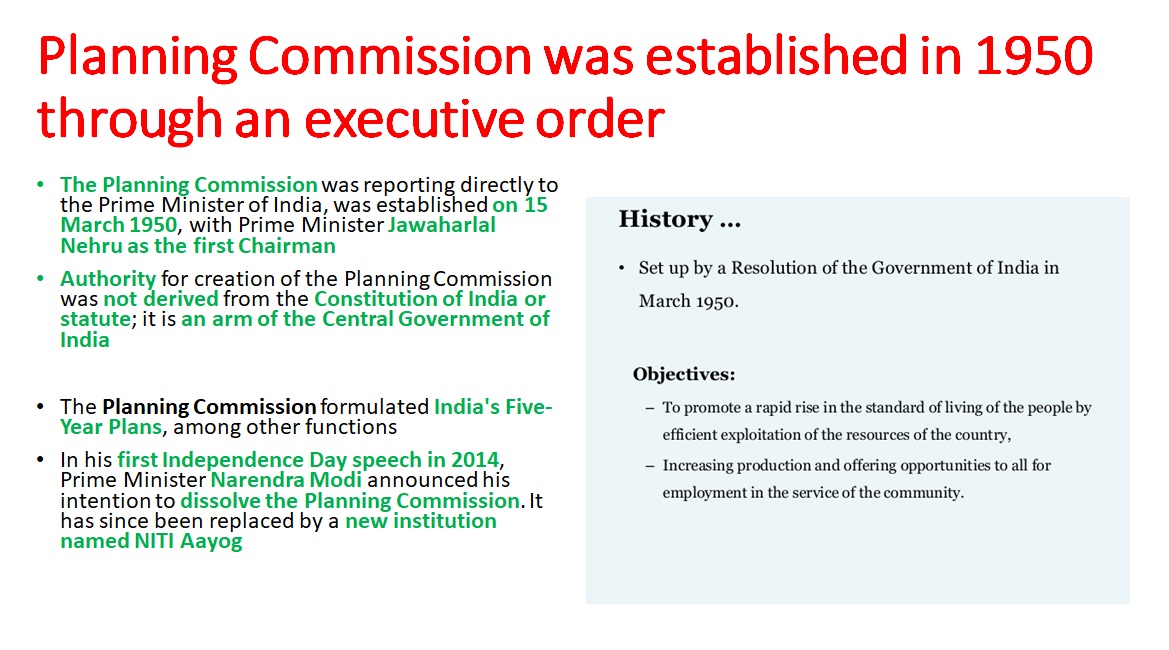 Planning Commission was established in 1950
through an executive order
• The Planning Commission was reporting directly to
the Prime Minister of India, was established on 15
March 1950, with Prime Minister Jawaharlal
Nehru as the first Chairman
• Authority for creation of the Planning Commission
was not derived from the Constitution of India or
statute; it is an arm of the Central Government of
India
• The Planning Commission formulated India's Five-
Year Plans, among other functions
• In his first Independence Day speech in 2014,
Prime Minister Narendra Modi announced his
intention to dissolve the Planning Commission. It
has since been replaced by a new institution
named NITI Aayog
History ...
• Set up by a Resolution of the Government of India in
March 1950.
Objectives:
– To promote a rapid rise in the standard of living of the people by
efficient exploitation of the resources of the country,
– Increasing production and offering opportunities to all for
employment in the service of the community.